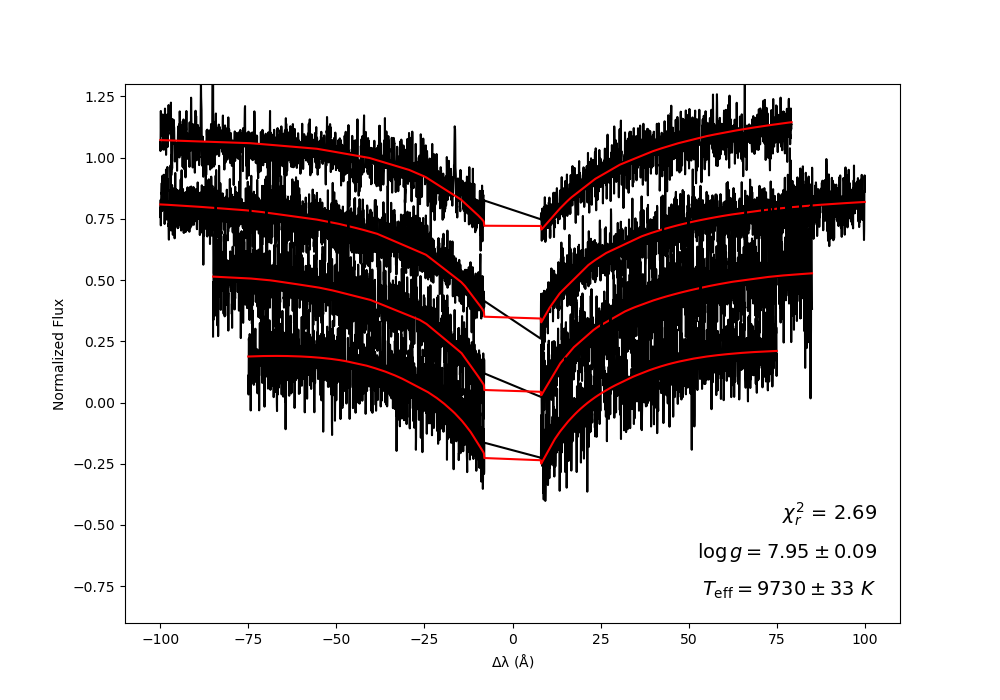 1.25
1.00
0.75
0.50
0.25
0.00
−0.25
−0.50
−0.75
Normalized Flux
χ²ᵣ = 2.69
log g = 7.95 ± 0.09
T_eff = 9730 ± 33 K
−100 −75 −50 −25 0 25 50 75 100
Δλ (Å)